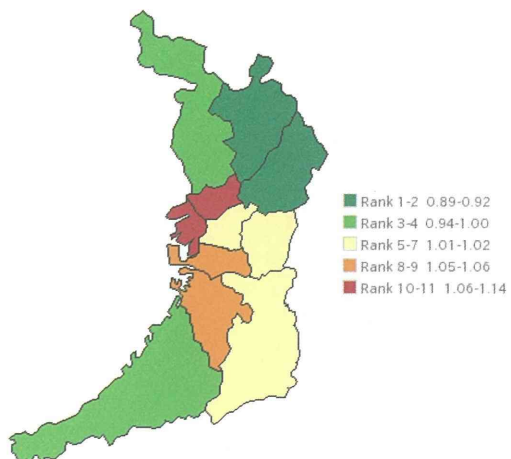 Rank 1-2 0.89-0.92
Rank 3-4 0.94-1.00
Rank 5-7 1.01-1.02
Rank 8-9 1.05-1.06
Rank 10-11 1.06-1.14